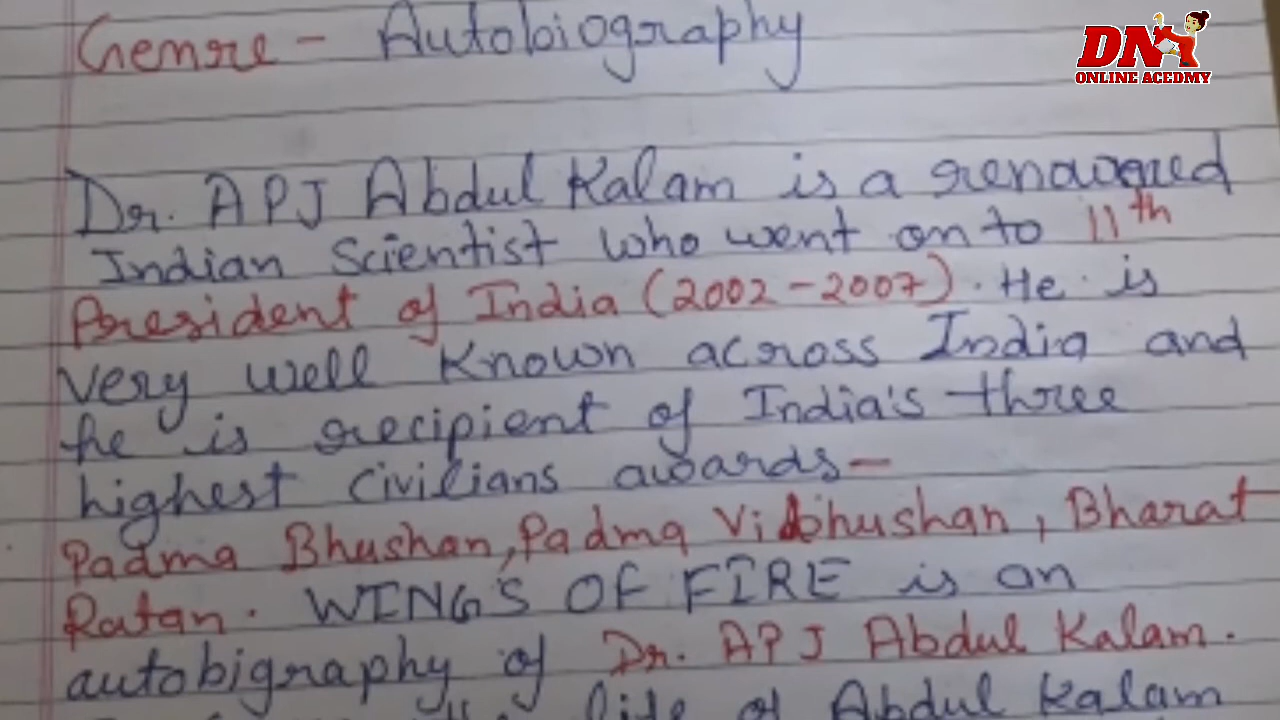 Genre - Autobiography
DN
ONLINE ACEDMY
Dr. APJ Abdul Kalam is a renowned
Indian Scientist who went on to 11th
President of India (2002-2007). He is
very well known across India and
he is recipient of India's three
highest civilians awards-
Padma Bhushan, Padma Vibhushan, Bharat
Ratan. WINGS OF FIRE is an
autobigraphy of Dr. APJ Abdul Kalam.
life of Abdul Kalam